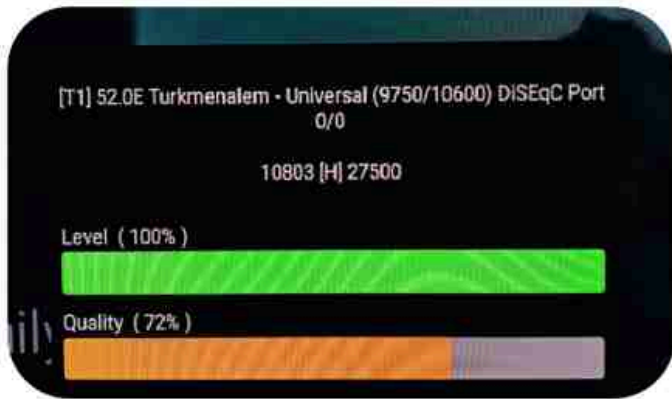 [T1] 52.0E Turkmenalem - Universal (9750/10600) DiSEqC Port
0/0
10803 [H] 27500
Level ( 100% )
Quality ( 72% )